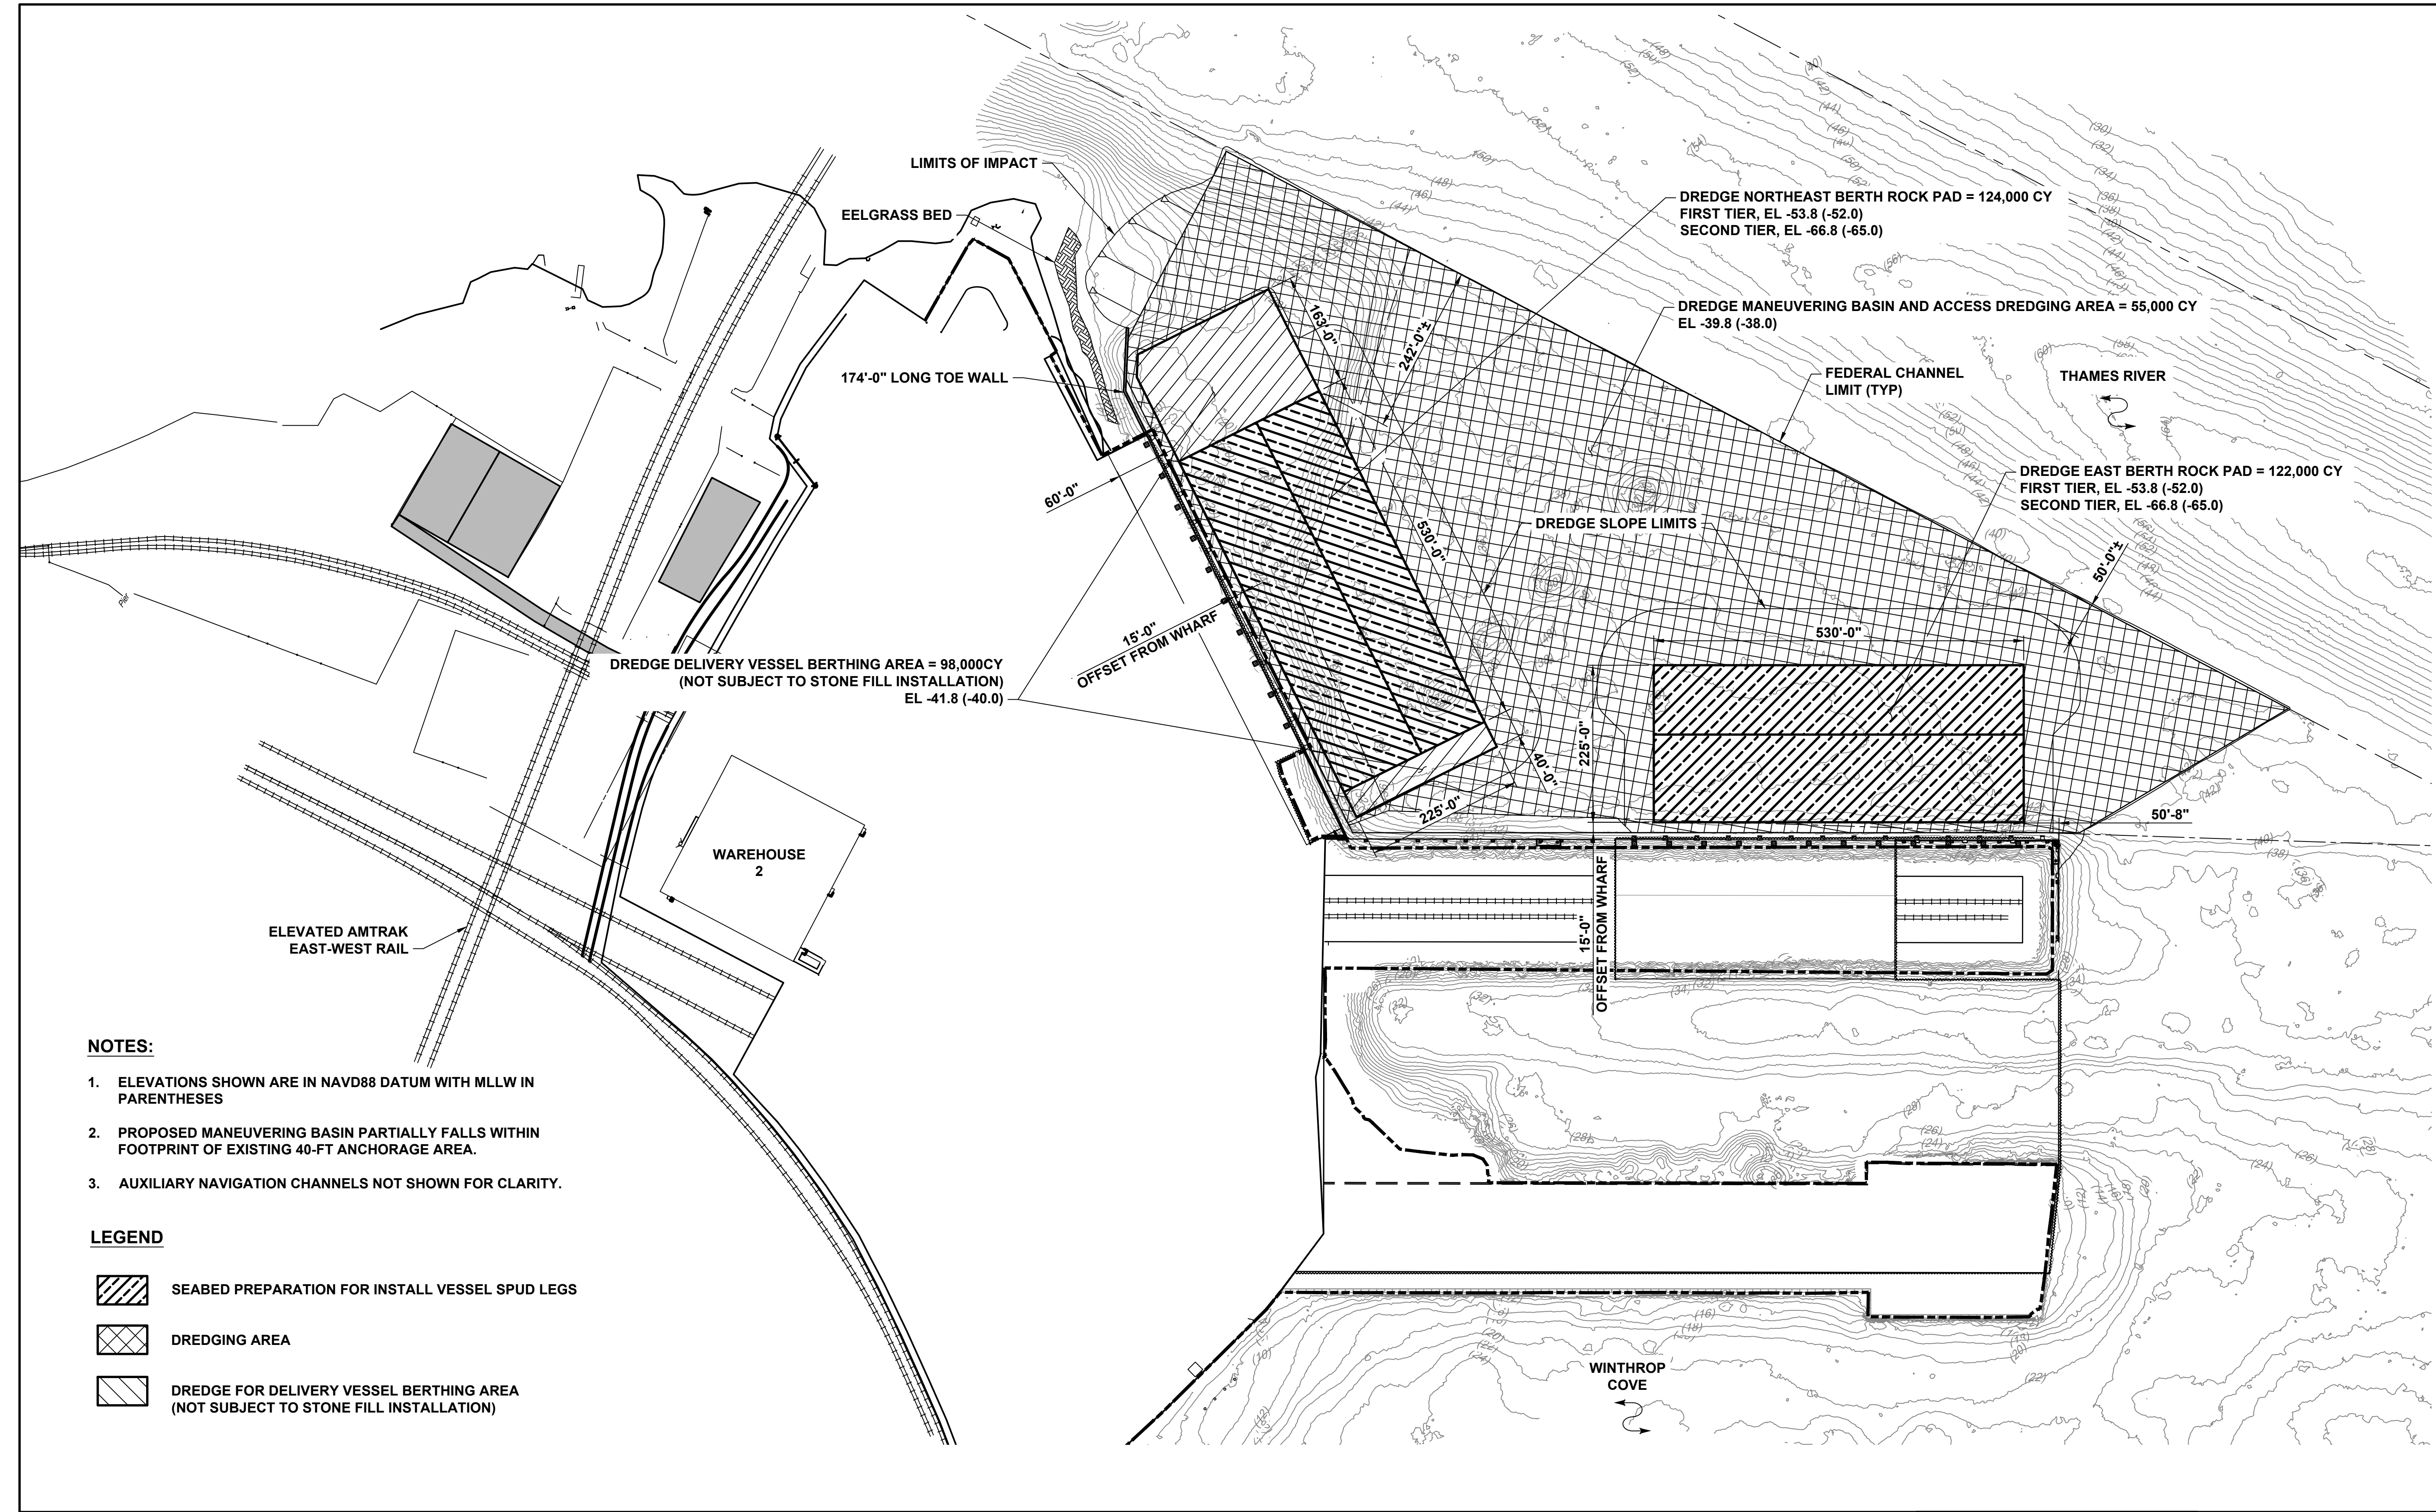 LIMITS OF IMPACT
EELGRASS BED
174'-0" LONG TOE WALL
DREDGE NORTHEAST BERTH ROCK PAD = 124,000 CY
FIRST TIER, EL -53.8 (-52.0)
SECOND TIER, EL -66.8 (-65.0)
DREDGE MANEUVERING BASIN AND ACCESS DREDGING AREA = 55,000 CY
EL -39.8 (-38.0)
FEDERAL CHANNEL
LIMIT (TYP)
THAMES RIVER
DREDGE EAST BERTH ROCK PAD = 122,000 CY
FIRST TIER, EL -53.8 (-52.0)
SECOND TIER, EL -66.8 (-65.0)
163'-0"
242'-0"±
60'-0"
530'-0"
DREDGE SLOPE LIMITS
50'-0"±
530'-0"
15'-0"
OFFSET FROM WHARF
DREDGE DELIVERY VESSEL BERTHING AREA = 98,000CY
(NOT SUBJECT TO STONE FILL INSTALLATION)
EL -41.8 (-40.0)
225'-0"
40'-0"
225'-0"
50'-8"
15'-0"
OFFSET FROM WHARF
Pier
WAREHOUSE
2
ELEVATED AMTRAK
EAST-WEST RAIL
NOTES:
1. ELEVATIONS SHOWN ARE IN NAVD88 DATUM WITH MLLW IN
PARENTHESES
2. PROPOSED MANEUVERING BASIN PARTIALLY FALLS WITHIN
FOOTPRINT OF EXISTING 40-FT ANCHORAGE AREA.
3. AUXILIARY NAVIGATION CHANNELS NOT SHOWN FOR CLARITY.
LEGEND
SEABED PREPARATION FOR INSTALL VESSEL SPUD LEGS
DREDGING AREA
DREDGE FOR DELIVERY VESSEL BERTHING AREA
(NOT SUBJECT TO STONE FILL INSTALLATION)
WINTHROP
COVE